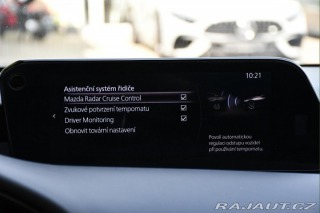 10:21
Asistenční systém řidiče
Mazda Radar Cruise Control
Zvukové potvrzení tempomatu
Driver Monitoring
Obnovit tovární nastavení
Povolí automatickou
regulaci odstupu vozidel
při používání tempomatu.
RAJAUT.CZ